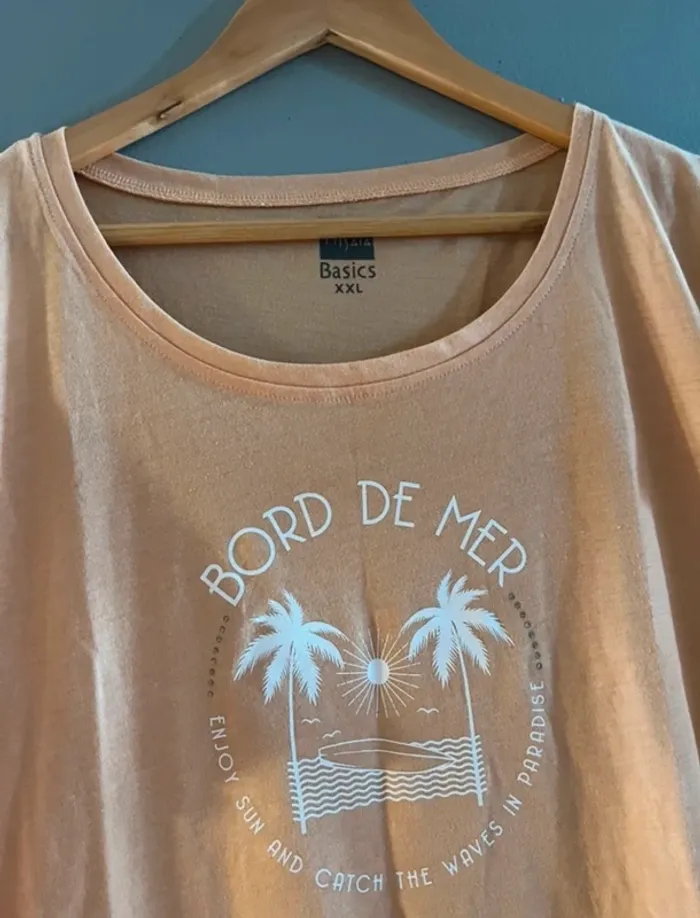 Basics
XXL
BORD DE MER
ENJOY SUN AND CATCH THE WAVES IN PARADISE